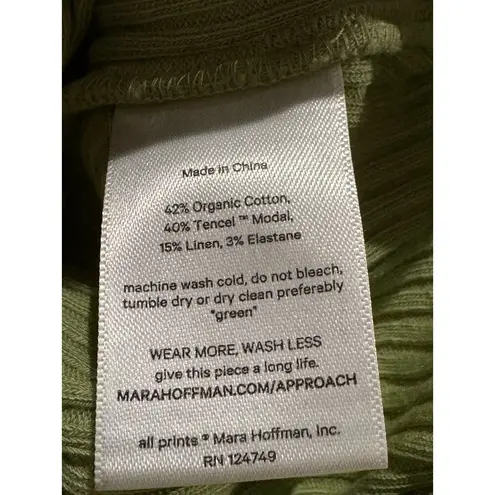 Made in China
42% Organic Cotton,
40% Tencel ™ Modal,
15% Linen, 3% Elastane
machine wash cold, do not bleach,
tumble dry or dry clean preferably
"green"
WEAR MORE, WASH LESS
give this piece a long life.
MARAHOFFMAN.COM/APPROACH
all prints ® Mara Hoffman, Inc.
RN 124749